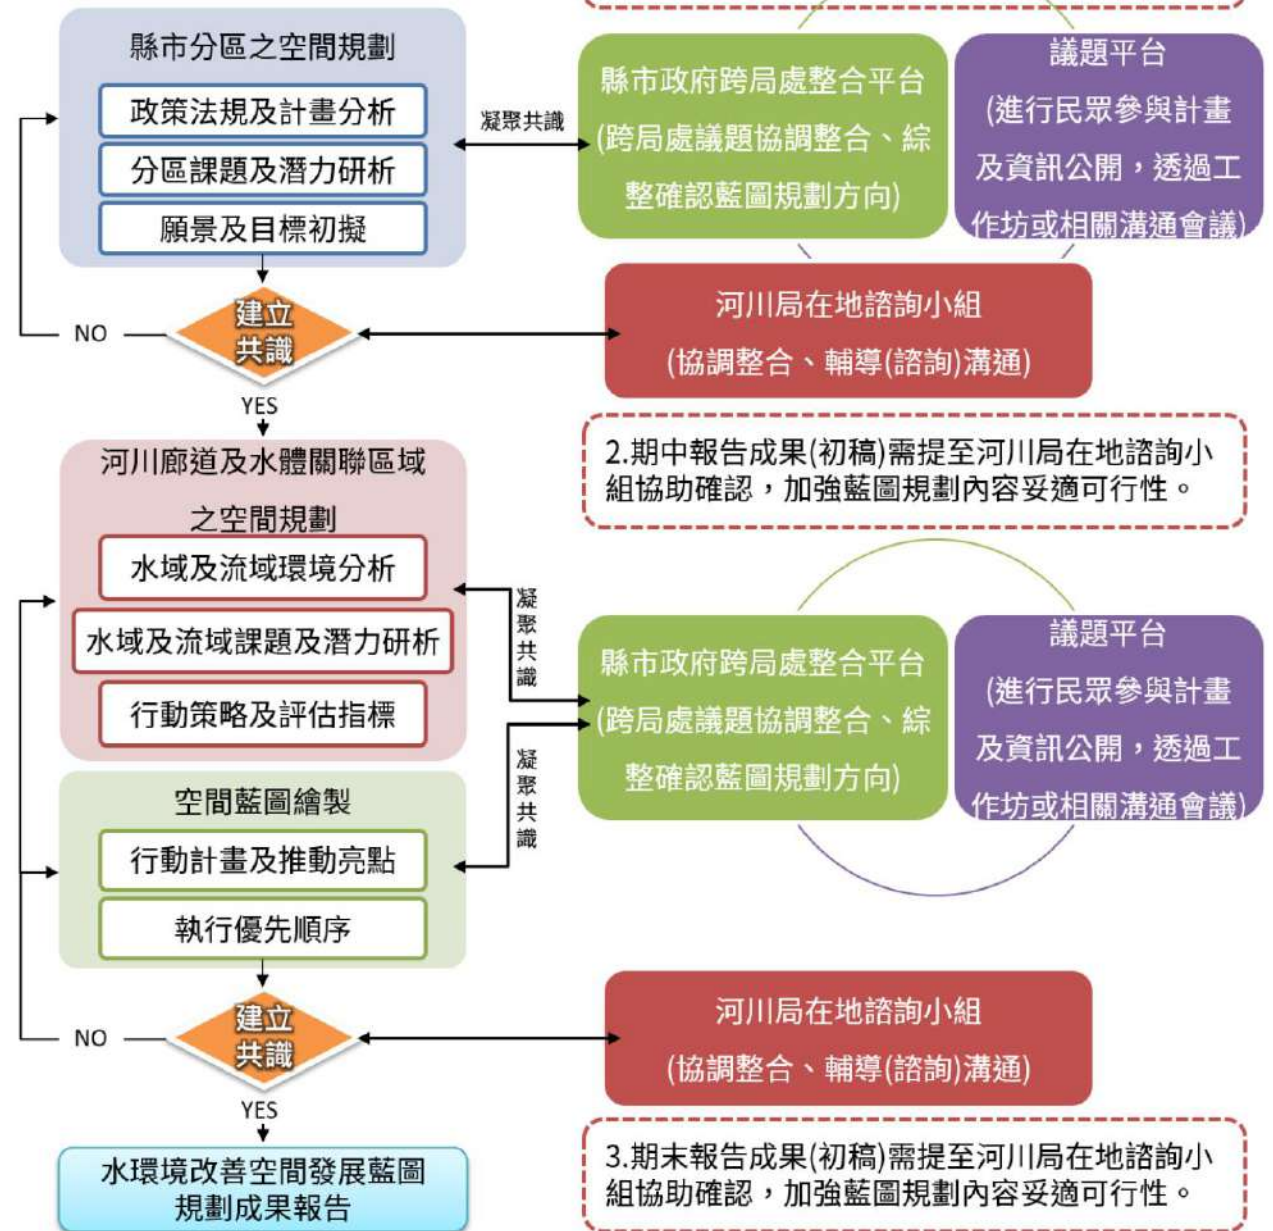 縣市分區之空間規劃
政策法規及計畫分析
分區課題及潛力研析
願景及目標初擬
凝聚共識
縣市政府跨局處整合平台
(跨局處議題協調整合、綜
整確認藍圖規劃方向)
議題平台
(進行民眾參與計畫
及資訊公開，透過工
作坊或相關溝通會議)
建立
共識
NO
YES
河川局在地諮詢小組
(協調整合、輔導(諮詢)溝通)
2.期中報告成果(初稿)需提至河川局在地諮詢小
組協助確認，加強藍圖規劃內容妥適可行性。
河川廊道及水體關聯區域
之空間規劃
水域及流域環境分析
水域及流域課題及潛力研析
行動策略及評估指標
凝聚共識
凝聚共識
縣市政府跨局處整合平台
(跨局處議題協調整合、綜
整確認藍圖規劃方向)
議題平台
(進行民眾參與計畫
及資訊公開，透過工
作坊或相關溝通會議)
空間藍圖繪製
行動計畫及推動亮點
執行優先順序
建立
共識
NO
YES
河川局在地諮詢小組
(協調整合、輔導(諮詢)溝通)
3.期末報告成果(初稿)需提至河川局在地諮詢小
組協助確認，加強藍圖規劃內容妥適可行性。
水環境改善空間發展藍圖
規劃成果報告